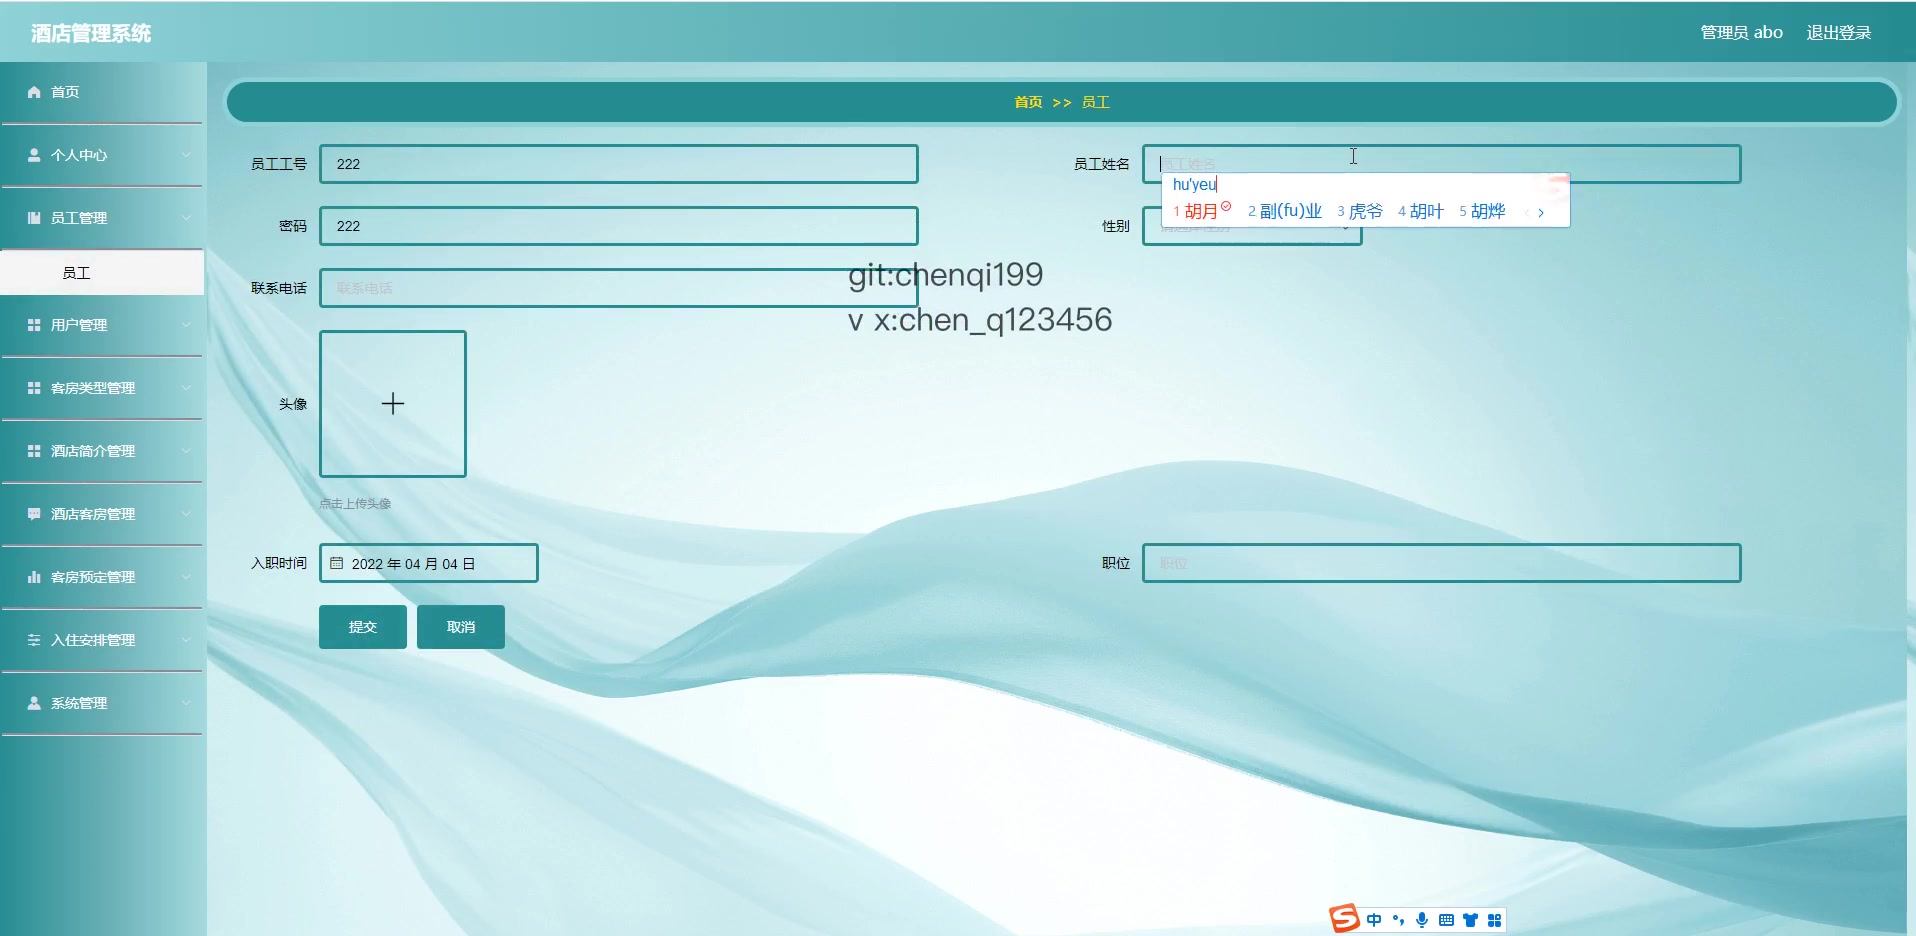 酒店管理系统
管理员 abo 退出登录
首页
个人中心
员工管理
员工
用户管理
客房类型管理
酒店简介管理
酒店客房管理
客房预定管理
入住安排管理
系统管理
首页 >> 员工
员工工号 222
员工姓名 员工姓名
hu'yeu
1 胡月 2 副(fu)业 3 虎爷 4 胡叶 5 胡烨
密码 222
性别 请选择性别
联系电话 联系电话
git:chenqi199
v x:chen_q123456
头像
点击上传头像
入职时间 2022 年 04 月 04 日
职位 职位
提交 取消
中